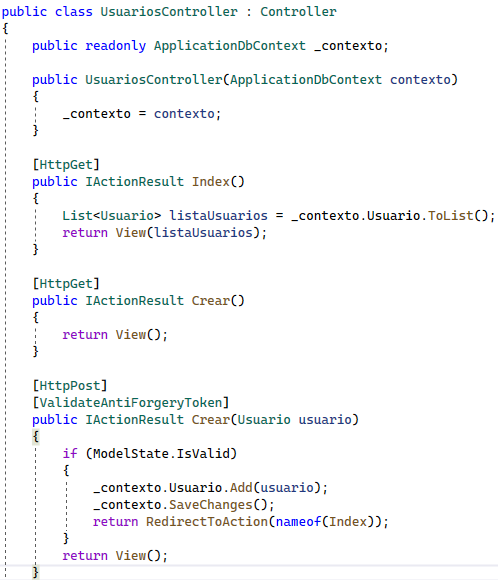 public class UsuariosController : Controller
{
    public readonly ApplicationDbContext _contexto;

    public UsuariosController(ApplicationDbContext contexto)
    {
        _contexto = contexto;
    }

    [HttpGet]
    public IActionResult Index()
    {
        List<Usuario> listaUsuarios = _contexto.Usuario.ToList();
        return View(listaUsuarios);
    }

    [HttpGet]
    public IActionResult Crear()
    {
        return View();
    }

    [HttpPost]
    [ValidateAntiForgeryToken]
    public IActionResult Crear(Usuario usuario)
    {
        if (ModelState.IsValid)
        {
            _contexto.Usuario.Add(usuario);
            _contexto.SaveChanges();
            return RedirectToAction(nameof(Index));
        }
        return View();
    }